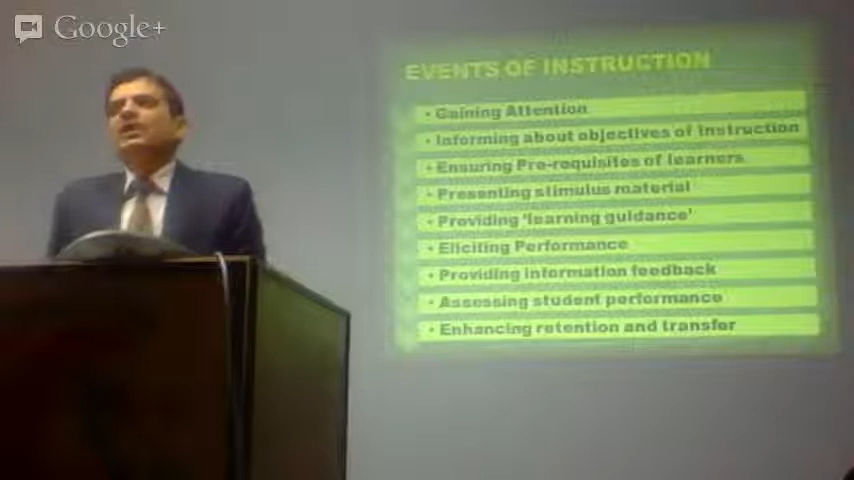 Google+
EVENTS OF INSTRUCTION
• Gaining Attention
• Informing about objectives of Instruction
• Ensuring Pre-requisites of learners
• Presenting stimulus material
• Providing 'learning guidance'
• Eliciting Performance
• Providing information feedback
• Assessing student performance
• Enhancing retention and transfer